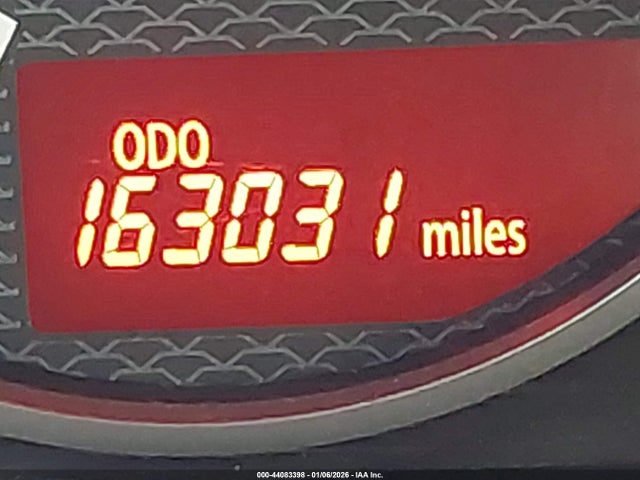 ODO
163031 miles
000-44083398 - 01/06/2026 - IAA Inc.